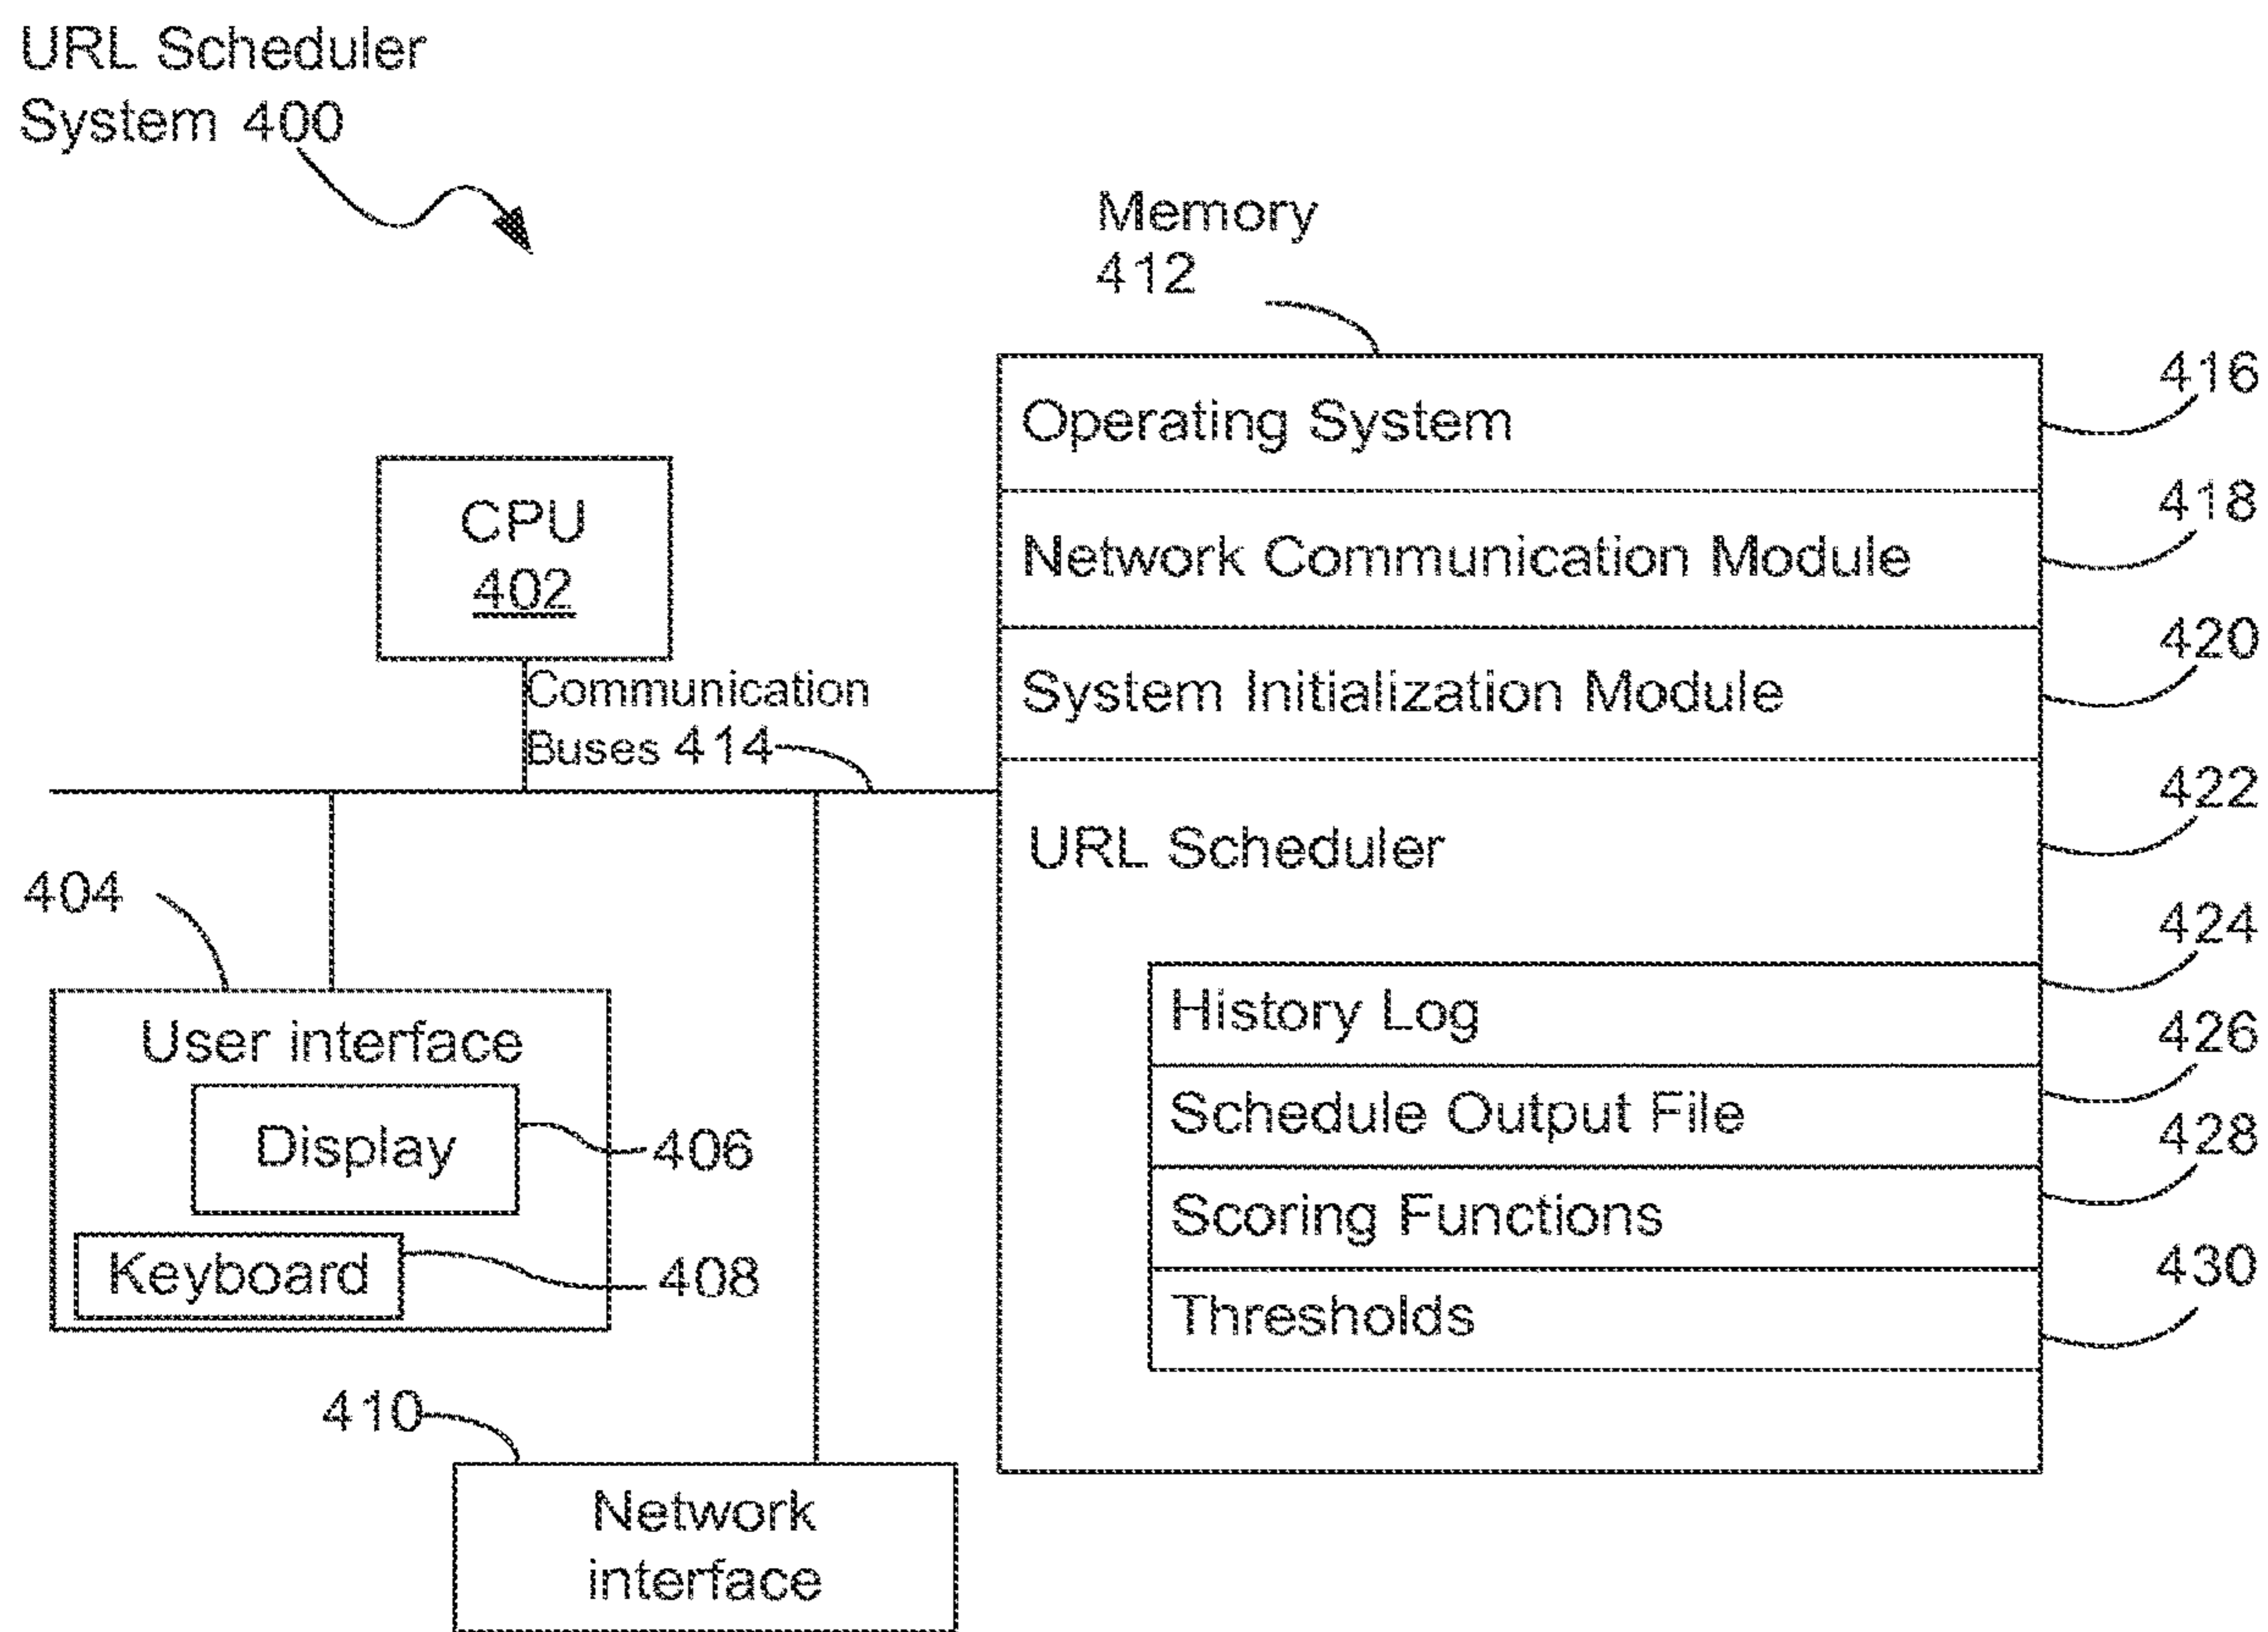 URL Scheduler
System 400
Memory
412
Operating System
416
Network Communication Module
418
System Initialization Module
420
URL Scheduler
422
History Log
424
Schedule Output File
426
Scoring Functions
428
Thresholds
430
CPU
402
Communication
Buses 414
404
User interface
Display
406
Keyboard
408
410
Network
interface